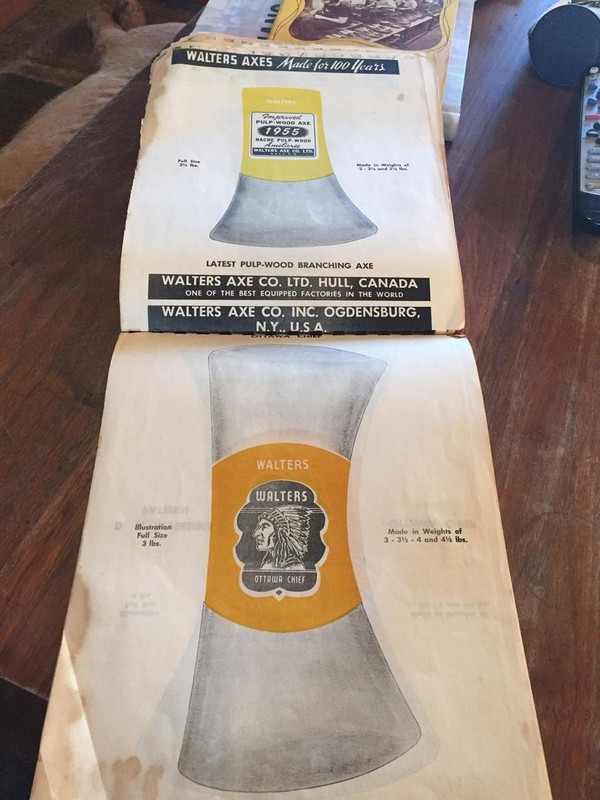 WALTERS AXES Made for 100 Years
WALTERS
Improved
PULP-WOOD AXE
1955
HACHE PULP-WOOD
Améliorée
WALTERS AXE CO. LTD.
Full Size
Made in Weights of
LATEST PULP-WOOD BRANCHING AXE
WALTERS AXE CO. LTD. HULL, CANADA
ONE OF THE BEST EQUIPPED FACTORIES IN THE WORLD
WALTERS AXE CO. INC. OGDENSBURG,
N.Y., U.S.A.
OTTAWA CHIEF
WALTERS
WALTERS
OTTAWA CHIEF
Illustration
Full Size
3 lbs.
Made in Weights of
3 - 3½ - 4 and 4½ lbs.